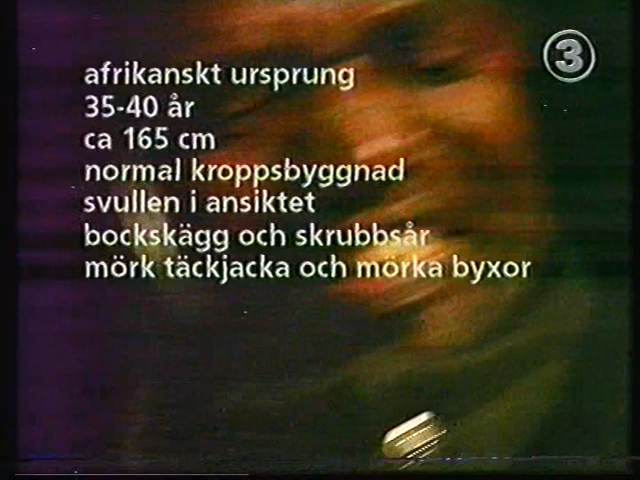 3
afrikanskt ursprung
35-40 år
ca 165 cm
normal kroppsbyggnad
svullen i ansiktet
bockskägg och skrubbsår
mörk täckjacka och mörka byxor